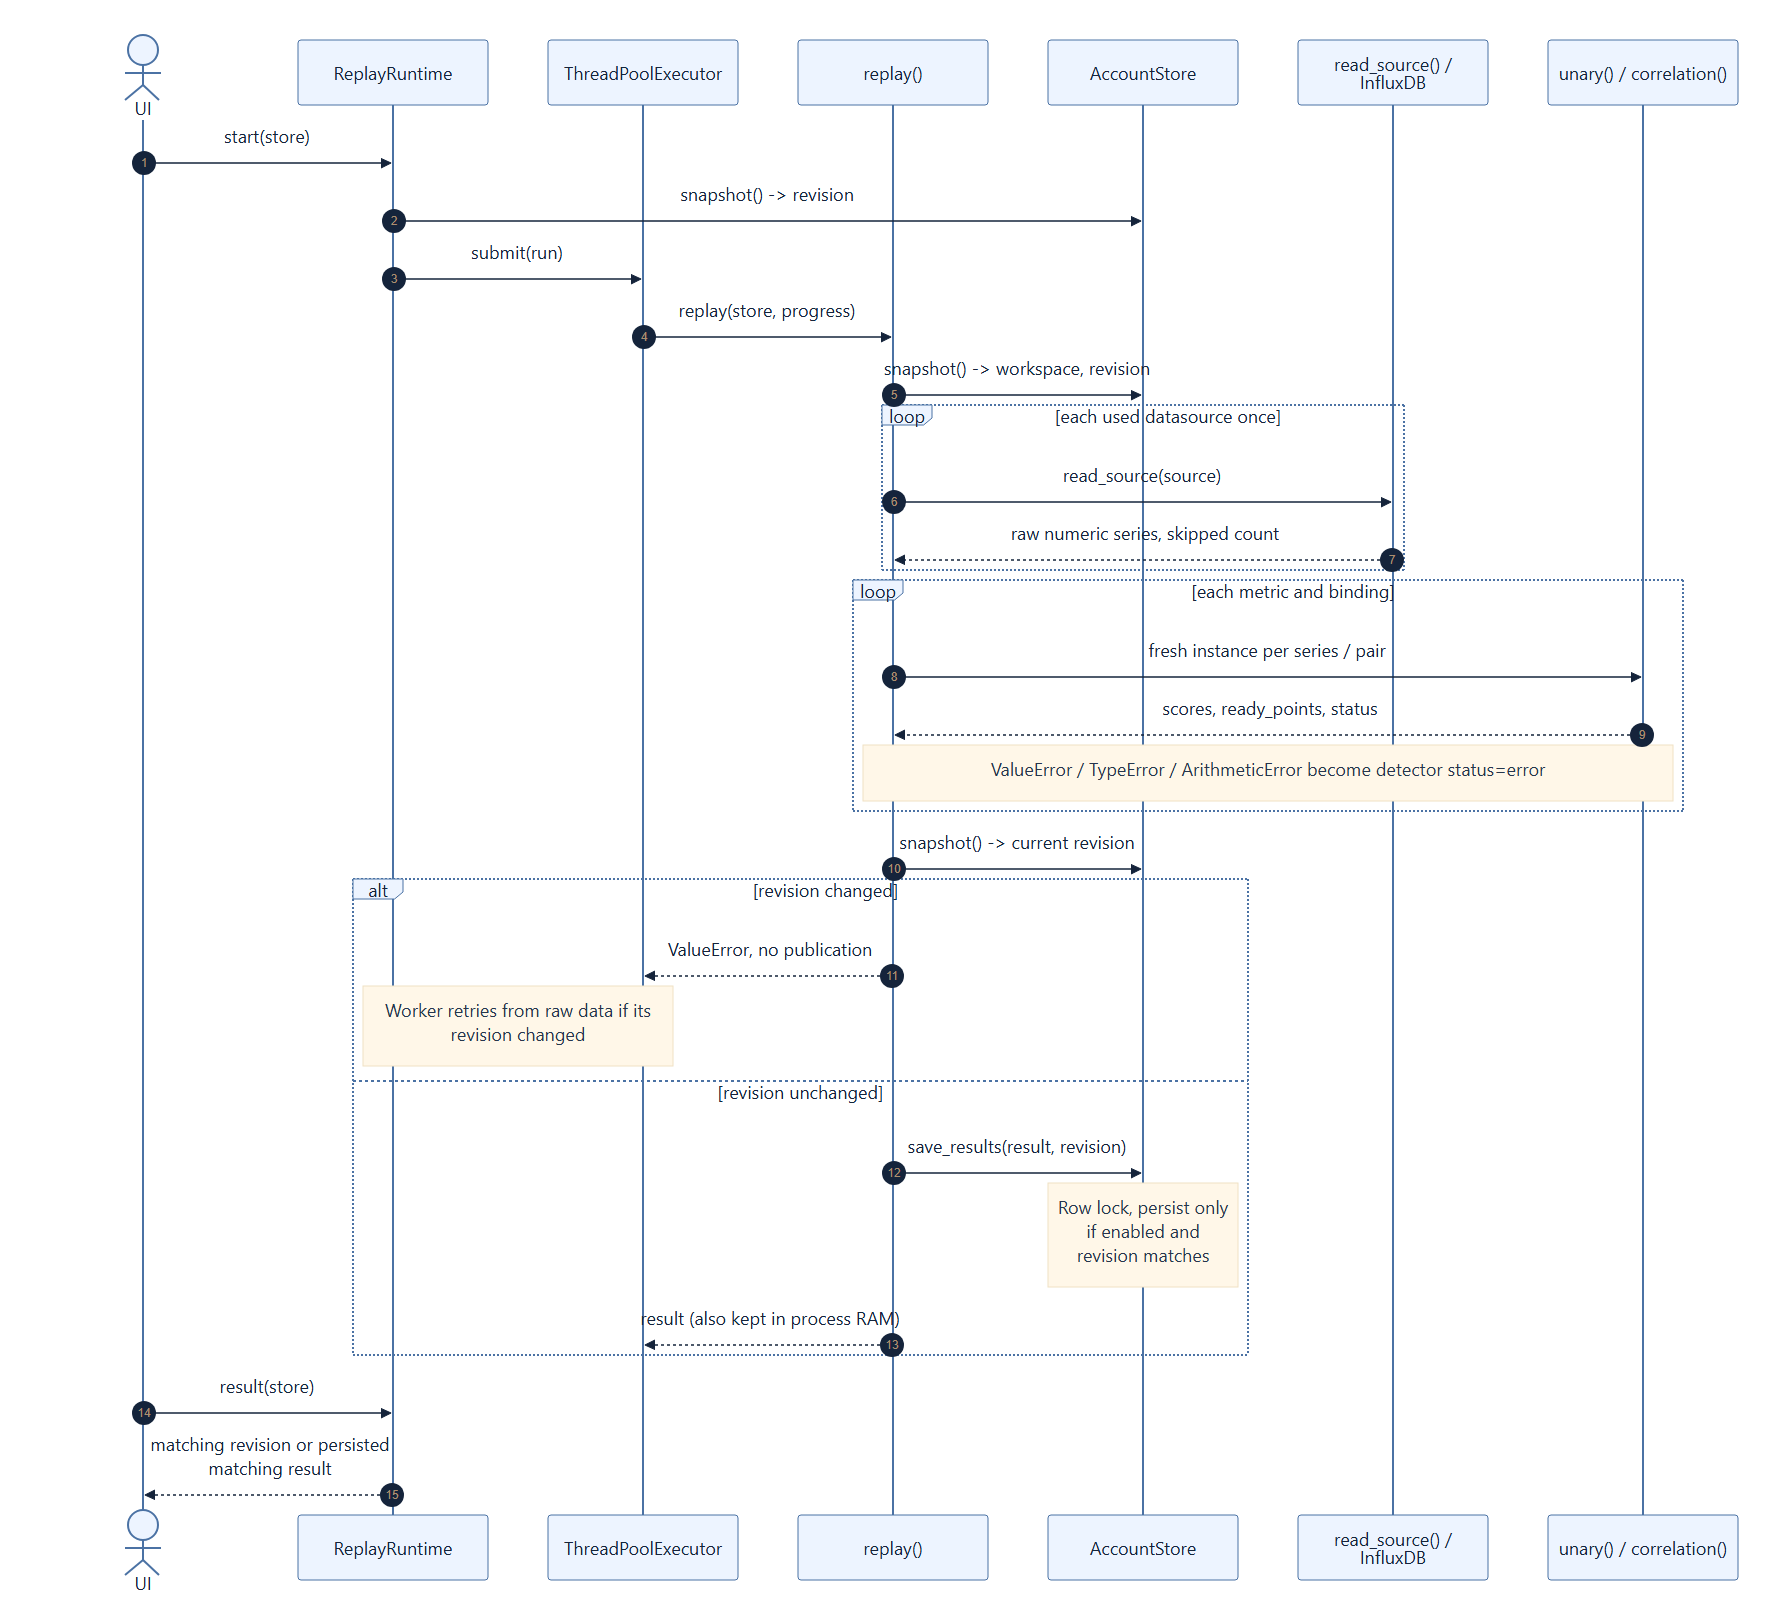 UI
ReplayRuntime
ThreadPoolExecutor
replay()
AccountStore
read_source() /
InfluxDB
unary() / correlation()
start(store)
1
snapshot() -> revision
2
submit(run)
3
replay(store, progress)
4
snapshot() -> workspace, revision
5
loop
[each used datasource once]
read_source(source)
6
raw numeric series, skipped count
7
loop
[each metric and binding]
fresh instance per series / pair
8
scores, ready_points, status
9
ValueError / TypeError / ArithmeticError become detector status=error
snapshot() -> current revision
10
alt
[revision changed]
ValueError, no publication
11
Worker retries from raw data if its
revision changed
[revision unchanged]
save_results(result, revision)
12
Row lock, persist only
if enabled and
revision matches
result (also kept in process RAM)
13
result(store)
14
matching revision or persisted
matching result
15
UI
ReplayRuntime
ThreadPoolExecutor
replay()
AccountStore
read_source() /
InfluxDB
unary() / correlation()